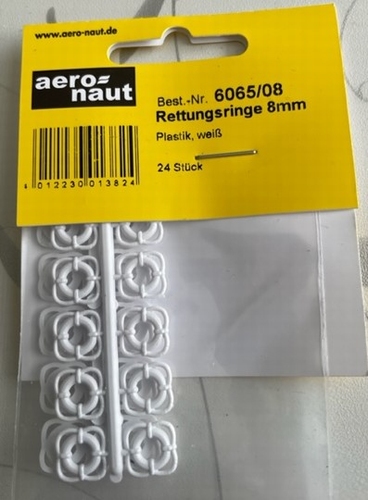 www.aero-naut.de
aero-
naut
Best.-Nr. 6065/08
Rettungsringe 8mm
Plastik, weiß
24 Stück
4 012230 013824